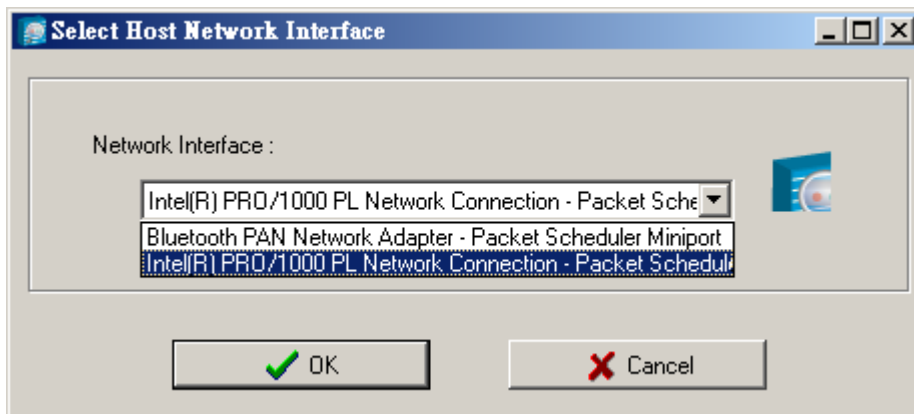 Select Host Network Interface
Network Interface :
Intel(R) PRO/1000 PL Network Connection - Packet Sche
Bluetooth PAN Network Adapter - Packet Scheduler Miniport
Intel(R) PRO/1000 PL Network Connection - Packet Schedul
OK
Cancel